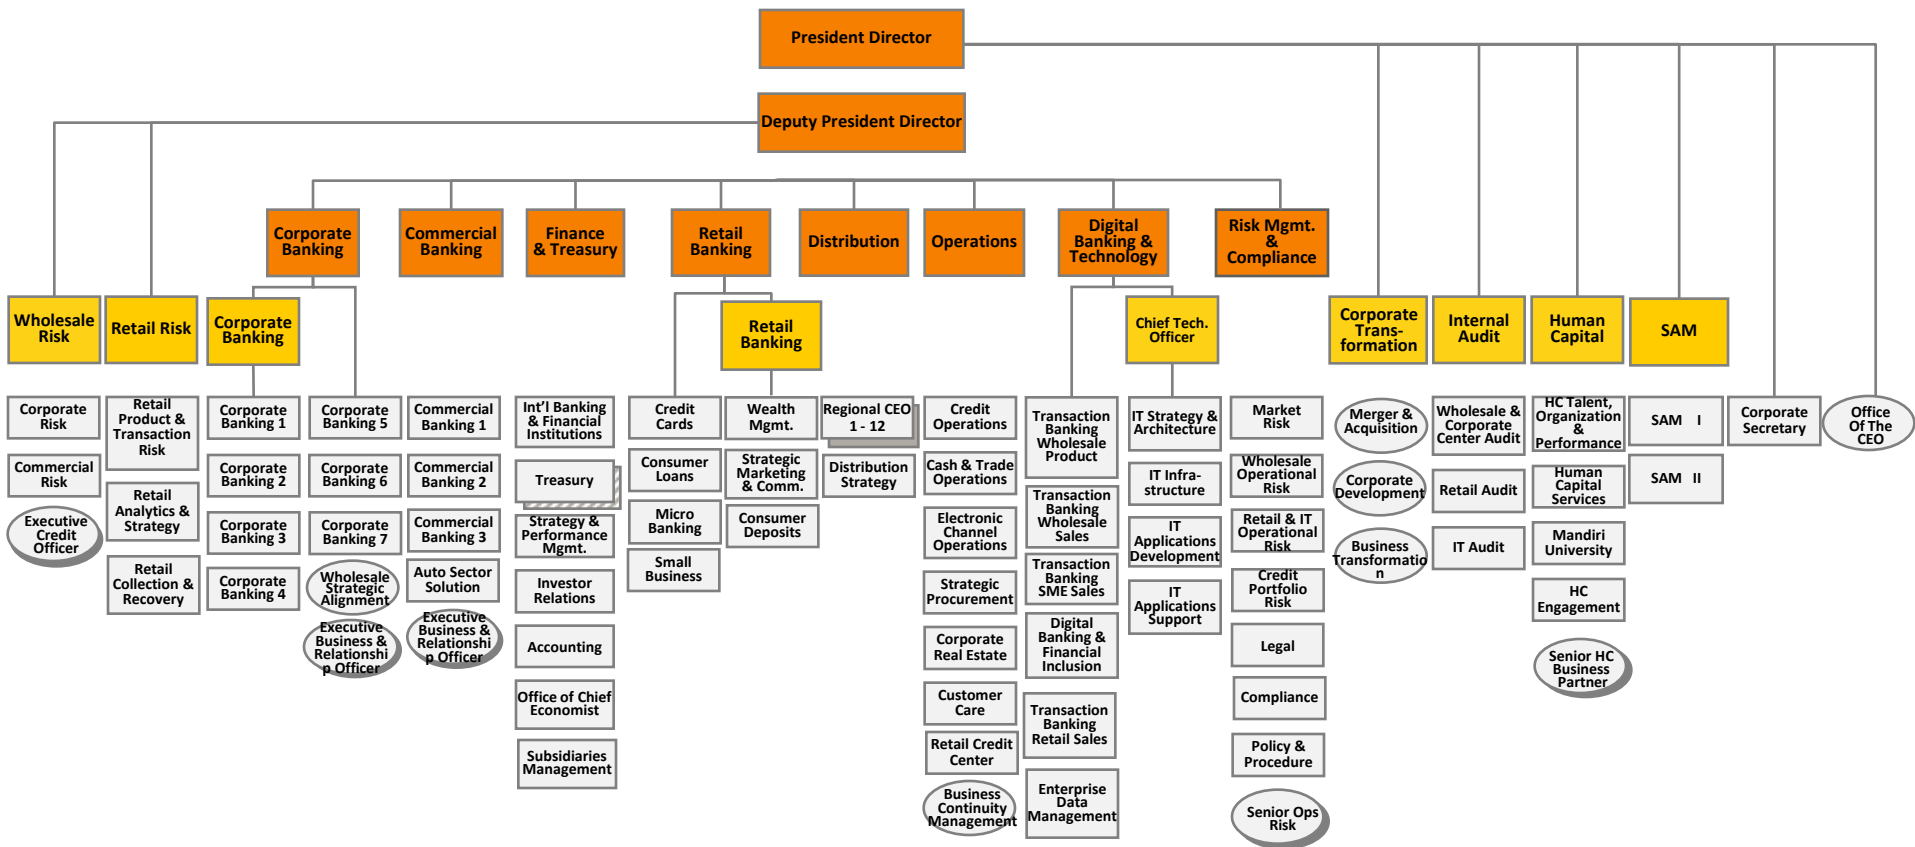 President Director
Deputy President Director
Corporate
Banking
Commercial
Banking
Finance
& Treasury
Retail
Banking
Distribution
Operations
Digital
Banking &
Technology
Risk Mgmt.
&
Compliance
Wholesale
Risk
Retail Risk
Corporate
Banking
Retail
Banking
Chief Tech.
Officer
Corporate
Trans-
formation
Internal
Audit
Human
Capital
SAM
Corporate
Risk
Commercial
Risk
Executive
Credit
Officer
Retail
Product &
Transaction
Risk
Retail
Analytics &
Strategy
Retail
Collection &
Recovery
Corporate
Banking 1
Corporate
Banking 2
Corporate
Banking 3
Corporate
Banking 4
Corporate
Banking 5
Corporate
Banking 6
Corporate
Banking 7
Wholesale
Strategic
Alignment
Executive
Business &
Relationshi
p Officer
Commercial
Banking 1
Commercial
Banking 2
Commercial
Banking 3
Auto Sector
Solution
Executive
Business &
Relationshi
p Officer
Int'l Banking
& Financial
Institutions
Treasury
Strategy &
Performance
Mgmt.
Investor
Relations
Accounting
Office of Chief
Economist
Subsidiaries
Management
Credit
Cards
Consumer
Loans
Micro
Banking
Small
Business
Wealth
Mgmt.
Strategic
Marketing
& Comm.
Consumer
Deposits
Regional CEO
1 - 12
Distribution
Strategy
Credit
Operations
Cash & Trade
Operations
Electronic
Channel
Operations
Strategic
Procurement
Corporate
Real Estate
Customer
Care
Retail Credit
Center
Business
Continuity
Management
Transaction
Banking
Wholesale
Product
Transaction
Banking
Wholesale
Sales
Transaction
Banking
SME Sales
Digital
Banking &
Financial
Inclusion
Transaction
Banking
Retail Sales
Enterprise
Data
Management
IT Strategy &
Architecture
IT Infra-
structure
IT
Applications
Development
IT
Applications
Support
Market
Risk
Wholesale
Operational
Risk
Retail & IT
Operational
Risk
Credit
Portfolio
Risk
Legal
Compliance
Policy &
Procedure
Senior Ops
Risk
Merger &
Acquisition
Corporate
Development
Business
Transformatio
n
Wholesale &
Corporate
Center Audit
Retail Audit
IT Audit
HC Talent,
Organization
&
Performance
Human
Capital
Services
Mandiri
University
HC
Engagement
Senior HC
Business
Partner
SAM I
SAM II
Corporate
Secretary
Office
Of The
CEO